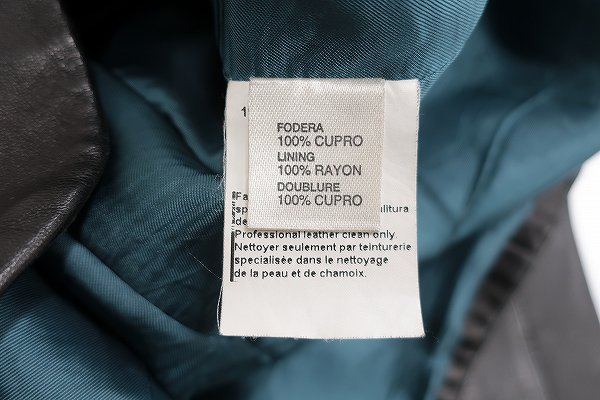 1
FODERA
100% CUPRO
LINING
100% RAYON
DOUBLURE
100% CUPRO
Professional leather clean only.
Nettoyer seulement par teinturerie
specialisée dans le nettoyage
de la peau et de chamoix.